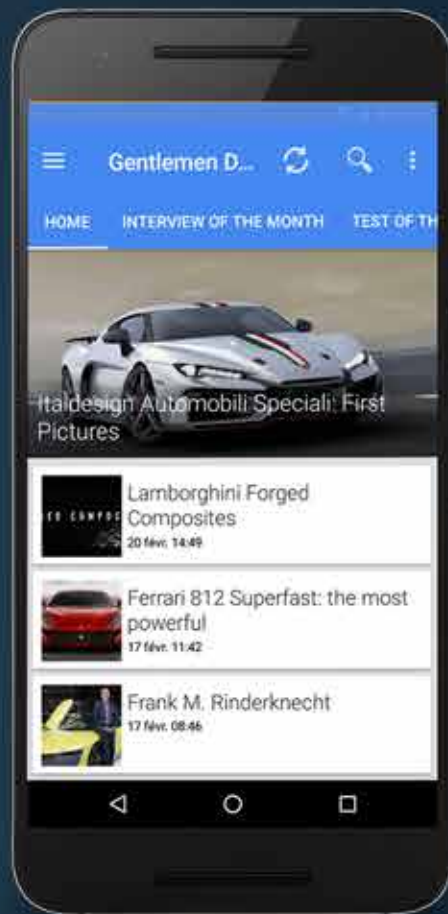 Gentlemen D...
HOME INTERVIEW OF THE MONTH TEST OF TH
Italdesign Automobili Speciali: First
Pictures
Lamborghini Forged
Composites
20 févr. 14:49
Ferrari 812 Superfast: the most
powerful
17 févr. 11:42
Frank M. Rinderknecht
17 févr. 08:46